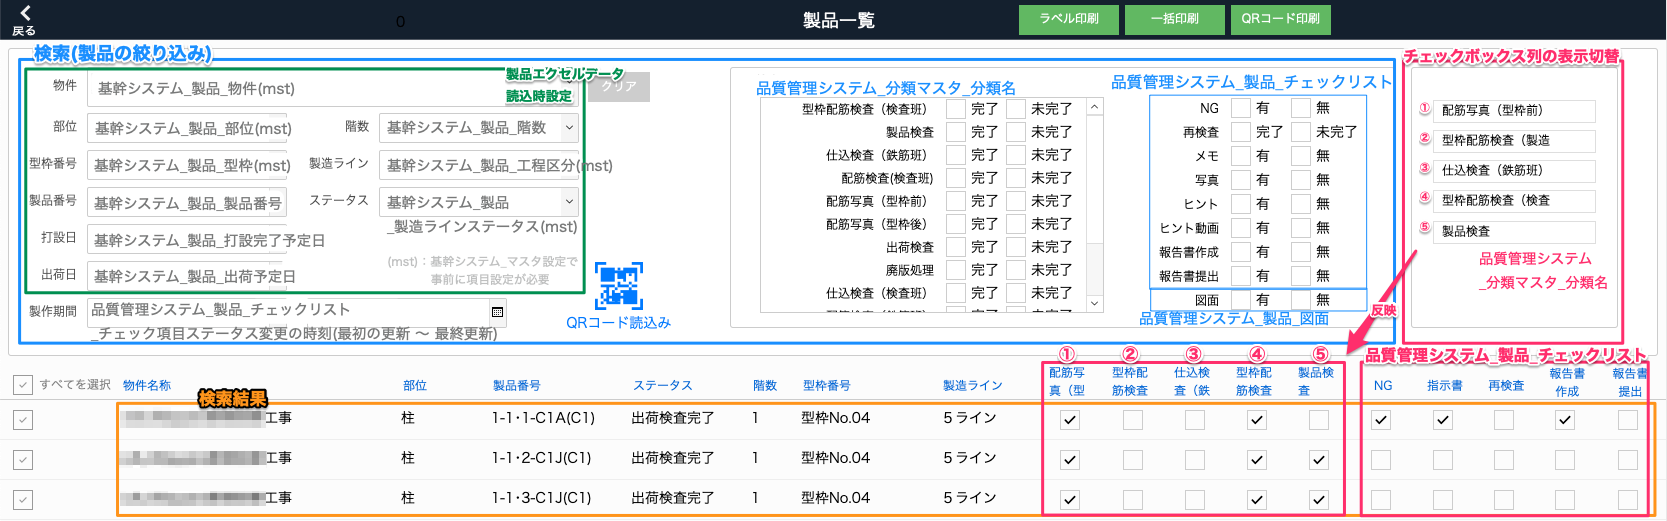 戻る
0
製品一覧
ラベル印刷
一括印刷
QRコード印刷
検索(製品の絞り込み)
製品エクセルデータ
読込時設定
クリア
物件
基幹システム_製品_物件(mst)
部位
基幹システム_製品_部位(mst)
階数
基幹システム_製品_階数
型枠番号
基幹システム_製品_型枠(mst)
製造ライン
基幹システム_製品_工程区分(mst)
製品番号
基幹システム_製品_製品番号
ステータス
基幹システム_製品
_製造ラインステータス(mst)
打設日
基幹システム_製品_打設完了予定日
出荷日
基幹システム_製品_出荷予定日
(mst)：基幹システム_マスタ設定で
事前に項目設定が必要
製作期間
品質管理システム_製品_チェックリスト
_チェック項目ステータス変更の時刻(最初の更新 〜 最終更新)
QRコード読込み
品質管理システム_分類マスタ_分類名
型枠配筋検査（検査班） 完了 未完了
製品検査 完了 未完了
仕込検査（鉄筋班） 完了 未完了
配筋検査(検査班) 完了 未完了
配筋写真（型枠前） 完了 未完了
配筋写真（型枠後） 完了 未完了
出荷検査 完了 未完了
廃版処理 完了 未完了
仕込検査（検査班） 完了 未完了
品質管理システム_製品_チェックリスト
NG 有 無
再検査 完了 未完了
メモ 有 無
写真 有 無
ヒント 有 無
ヒント動画 有 無
報告書作成 有 無
報告書提出 有 無
図面 有 無
品質管理システム_製品_図面
チェックボックス列の表示切替
① 配筋写真（型枠前）
② 型枠配筋検査（製造
③ 仕込検査（鉄筋班）
④ 型枠配筋検査（検査
⑤ 製品検査
品質管理システム
_分類マスタ_分類名
反映
品質管理システム_製品_チェックリスト
① ② ③ ④ ⑤
すべてを選択 物件名称 部位 製品番号 ステータス 階数 型枠番号 製造ライン
配筋写
真（型
型枠配
筋検査
仕込検
査（鉄
型枠配
筋検査
製品検
査
NG
指示書
再検査
報告書
作成
報告書
提出
検索結果
工事 柱 1-1･1-C1A(C1) 出荷検査完了 1 型枠No.04 5ライン
工事 柱 1-1･2-C1J(C1) 出荷検査完了 1 型枠No.04 5ライン
工事 柱 1-1･3-C1J(C1) 出荷検査完了 1 型枠No.04 5ライン